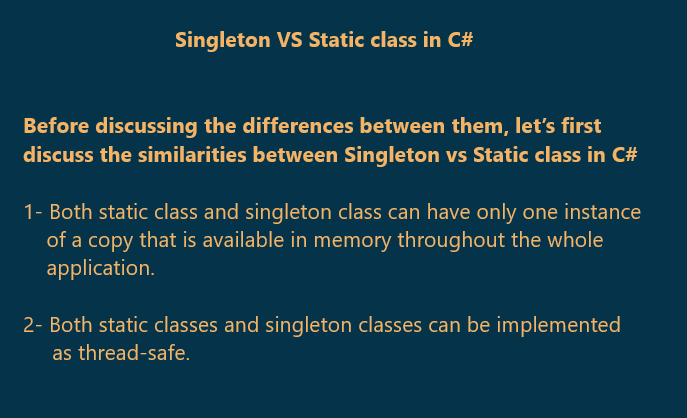 Singleton VS Static class in C#
Before discussing the differences between them, let’s first
discuss the similarities between Singleton vs Static class in C#
1- Both static class and singleton class can have only one instance
of a copy that is available in memory throughout the whole
application.
2- Both static classes and singleton classes can be implemented
as thread-safe.